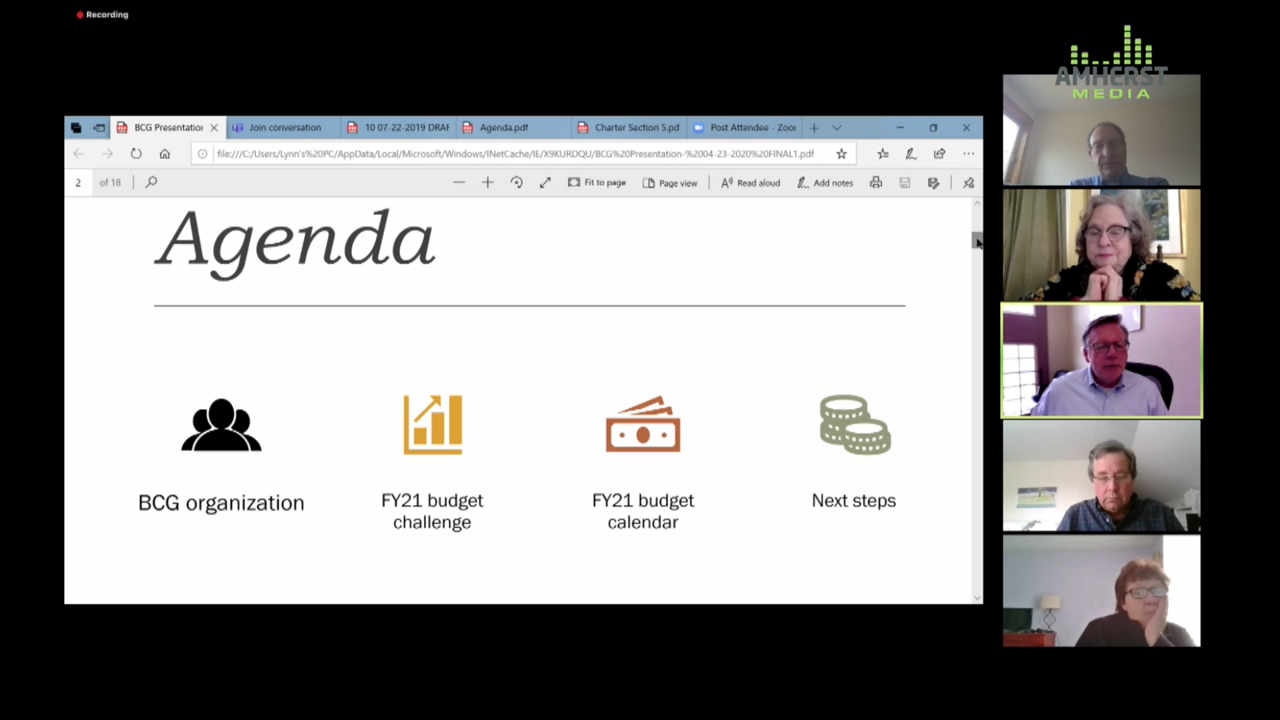 Recording
AMHERST
MEDIA
BCG Presentation
Join conversation
10 07-22-2019 DRAF
Agenda.pdf
Charter Section 5.pd
Post Attendee - Zoo
file:///C:/Users/Lynn's%20PC/AppData/Local/Microsoft/Windows/INetCache/IE/X9KURDQU/BCG%20Presentation-%2004-23-2020%20FINAL1.pdf
2 of 18
Fit to page
Page view
Read aloud
Add notes
Agenda
BCG organization
FY21 budget
challenge
FY21 budget
calendar
Next steps